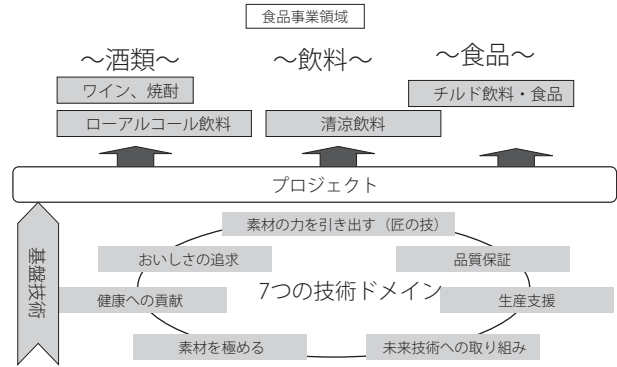 食品事業領域
〜酒類〜
〜飲料〜
〜食品〜
ワイン、焼酎
チルド飲料・食品
ローアルコール飲料
清涼飲料
プロジェクト
基盤技術
素材の力を引き出す（匠の技）
おいしさの追求
品質保証
7つの技術ドメイン
健康への貢献
生産支援
素材を極める
未来技術への取り組み